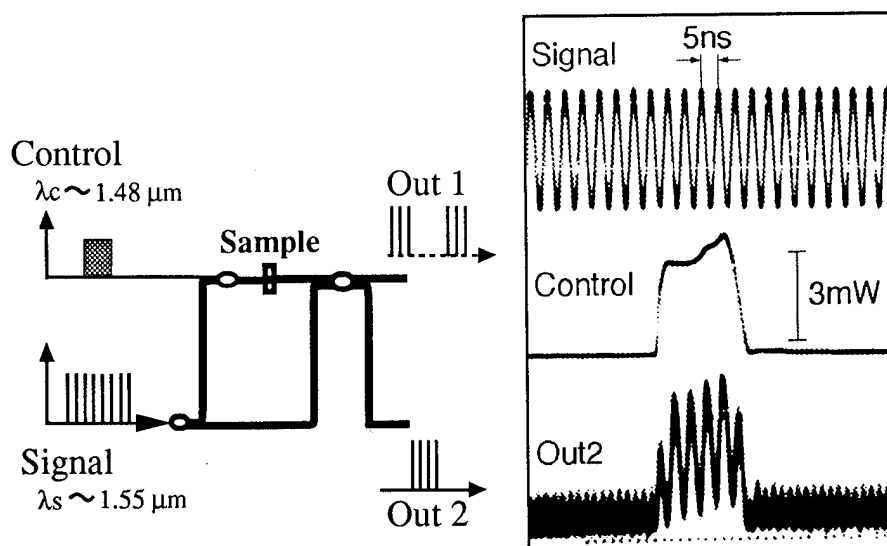 Control
λc ~ 1.48 μm
Out 1
Sample
Signal
λs ~ 1.55 μm
Out 2
5ns
Signal
Control
3mW
Out2